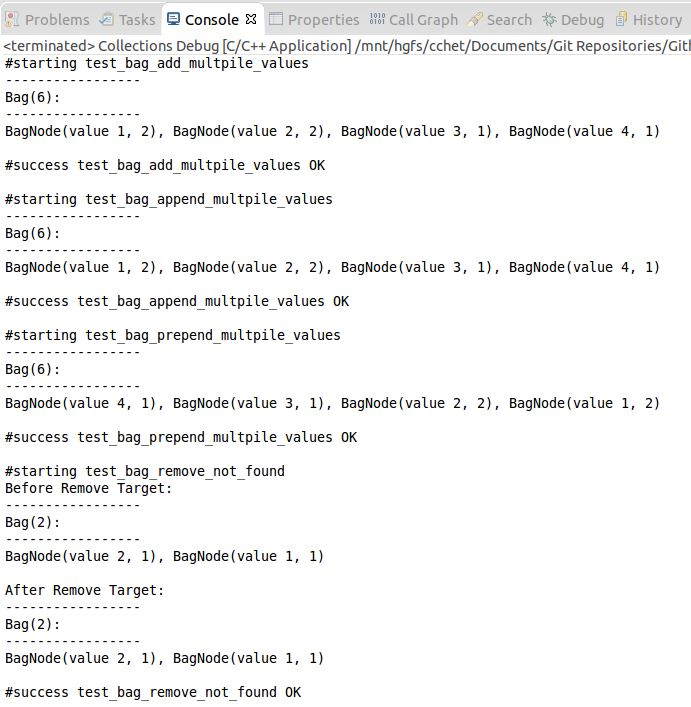 Problems Tasks Console Properties Call Graph Search Debug History
<terminated> Collections Debug [C/C++ Application] /mnt/hgfs/cchet/Documents/Git Repositories/Gith
#starting test_bag_add_multpile_values
-----------------
Bag(6):
-----------------
BagNode(value 1, 2), BagNode(value 2, 2), BagNode(value 3, 1), BagNode(value 4, 1)
#success test_bag_add_multpile_values OK
#starting test_bag_append_multpile_values
-----------------
Bag(6):
-----------------
BagNode(value 1, 2), BagNode(value 2, 2), BagNode(value 3, 1), BagNode(value 4, 1)
#success test_bag_append_multpile_values OK
#starting test_bag_prepend_multpile_values
-----------------
Bag(6):
-----------------
BagNode(value 4, 1), BagNode(value 3, 1), BagNode(value 2, 2), BagNode(value 1, 2)
#success test_bag_prepend_multpile_values OK
#starting test_bag_remove_not_found
Before Remove Target:
-----------------
Bag(2):
-----------------
BagNode(value 2, 1), BagNode(value 1, 1)
After Remove Target:
-----------------
Bag(2):
-----------------
BagNode(value 2, 1), BagNode(value 1, 1)
#success test_bag_remove_not_found OK